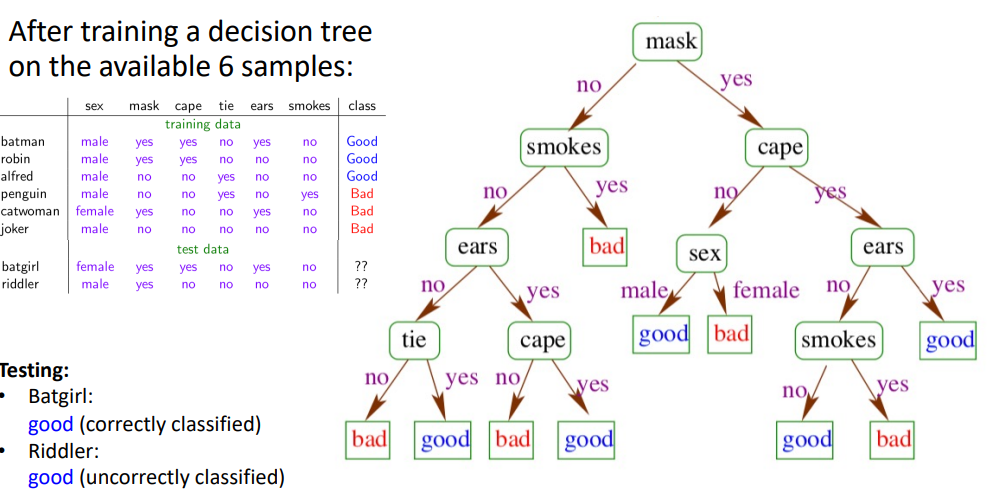 After training a decision tree
on the available 6 samples:
sex mask cape tie ears smokes class
training data
batman male yes yes no yes no Good
robin male yes yes no no no Good
alfred male no no yes no no Good
penguin male no no yes no yes Bad
catwoman female yes no no yes no Bad
joker male no no no no no Bad
test data
batgirl female yes yes no yes no ??
riddler male yes no no no no ??
Testing:
• Batgirl:
good (correctly classified)
• Riddler:
good (uncorrectly classified)
mask
no yes
smokes cape
no yes no yes
ears bad sex ears
no yes male female no yes
tie cape good bad smokes good
no yes no yes no yes
bad good bad good good bad